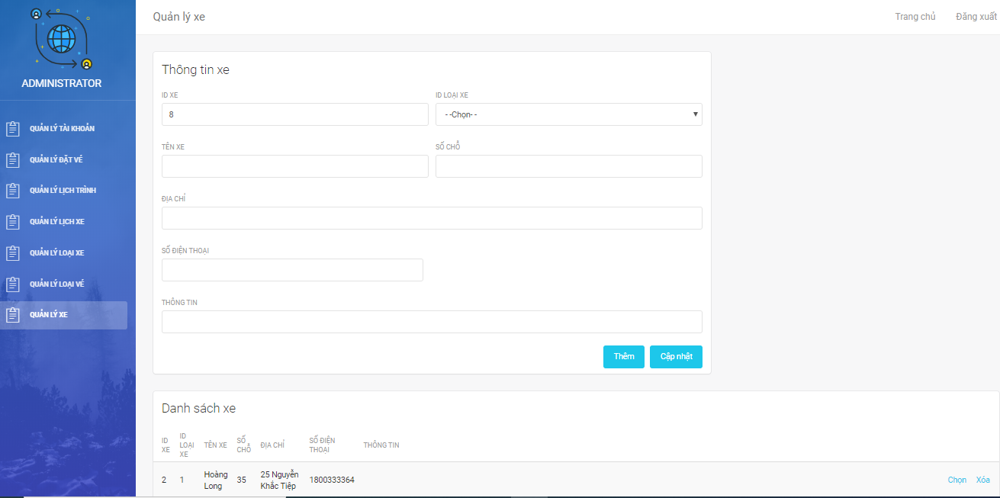 ADMINISTRATOR
QUẢN LÝ TÀI KHOẢN
QUẢN LÝ ĐẶT VÉ
QUẢN LÝ LỊCH TRÌNH
QUẢN LÝ LỊCH XE
QUẢN LÝ LOẠI XE
QUẢN LÝ LOẠI VÉ
QUẢN LÝ XE
Quản lý xe
Trang chủ
Đăng xuất
Thông tin xe
ID XE
ID LOẠI XE
8
--Chọn--
TÊN XE
SỐ CHỖ
ĐỊA CHỈ
SỐ ĐIỆN THOẠI
THÔNG TIN
Thêm
Cập nhật
Danh sách xe
ID
XE
ID
LOẠI
XE
TÊN XE
SỐ
CHỖ
ĐỊA CHỈ
SỐ ĐIỆN
THOẠI
THÔNG TIN
2
1
Hoàng
Long
35
25 Nguyễn
Khắc Tiệp
1800333364
Chọn
Xóa